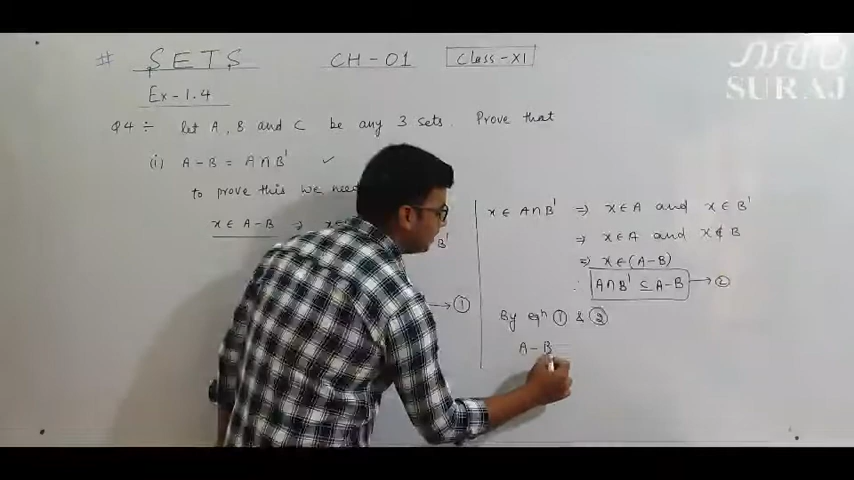 # SETS CH-01 Class-XI
Ex-1.4
Q4 ÷ let A, B and C be any 3 sets. Prove that
(i) A-B = A∩B' ✓
to prove this we need
x ∈ A-B ⇒
B'
→ ①
x ∈ A∩B' ⇒ x∈A and x ∈ B'
⇒ x∈A and x∉B
⇒ x∈(A-B)
∴ A∩B' ⊆ A-B → ②
By eqⁿ ① & ②
A-B
SURAJ